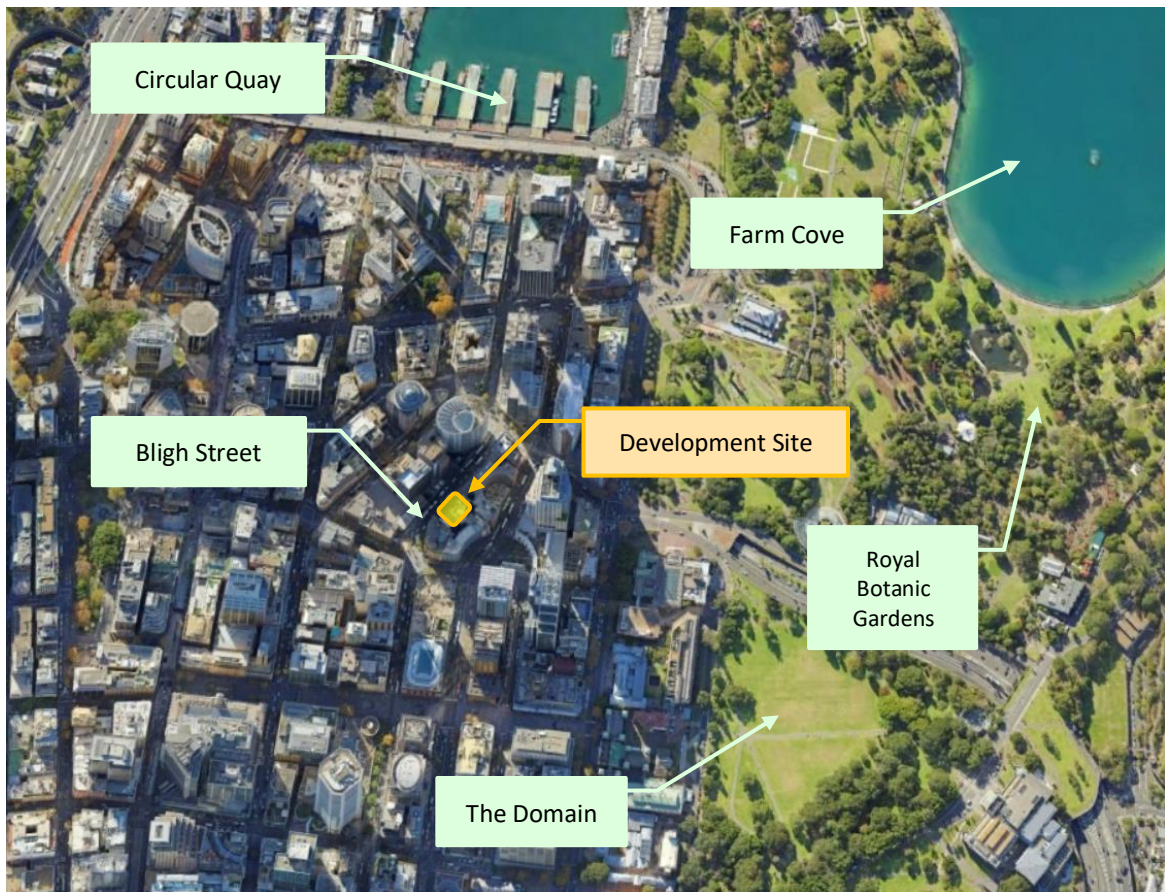 Circular Quay
Farm Cove
Bligh Street
Development Site
Royal
Botanic
Gardens
The Domain